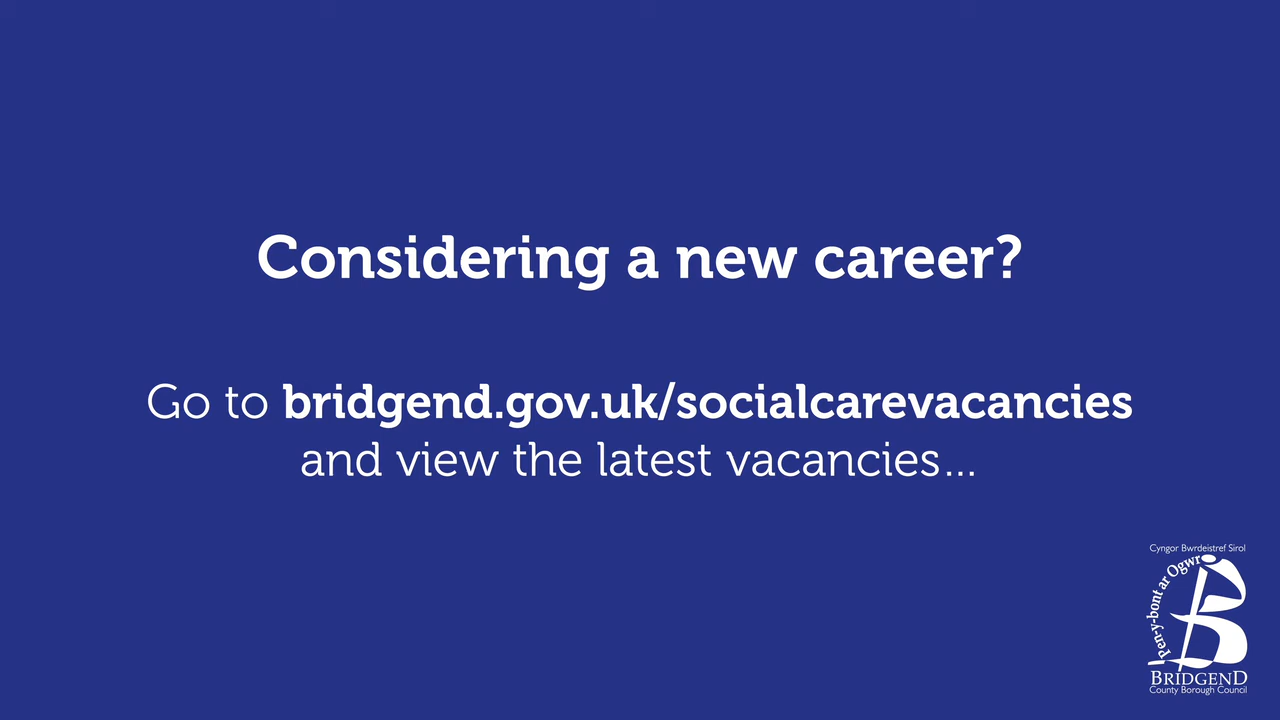 Considering a new career?
Go to bridgend.gov.uk/socialcarevacancies
and view the latest vacancies...
Cyngor Bwrdeistref Sirol
Pen-y-bont ar Ogwr
BRIDGEND
County Borough Council